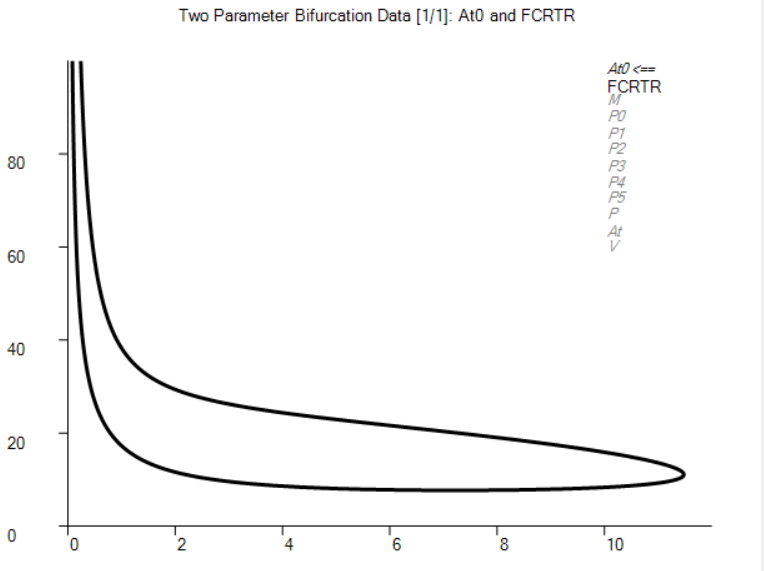 Two Parameter Bifurcation Data [1/1]: At0 and FCRTR
At0 <==
FCRTR
M
P0
P1
P2
P3
P4
P5
P
At
V
80
60
40
20
0
0 2 4 6 8 10